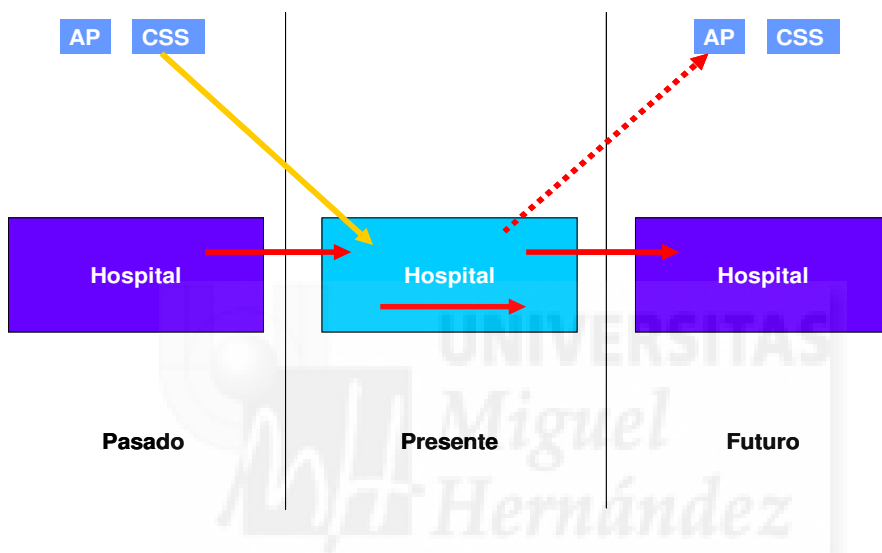 AP CSS AP CSS
Hospital Hospital Hospital
UNIVERSITAS
Miguel
Pasado Presente Futuro
Hernández